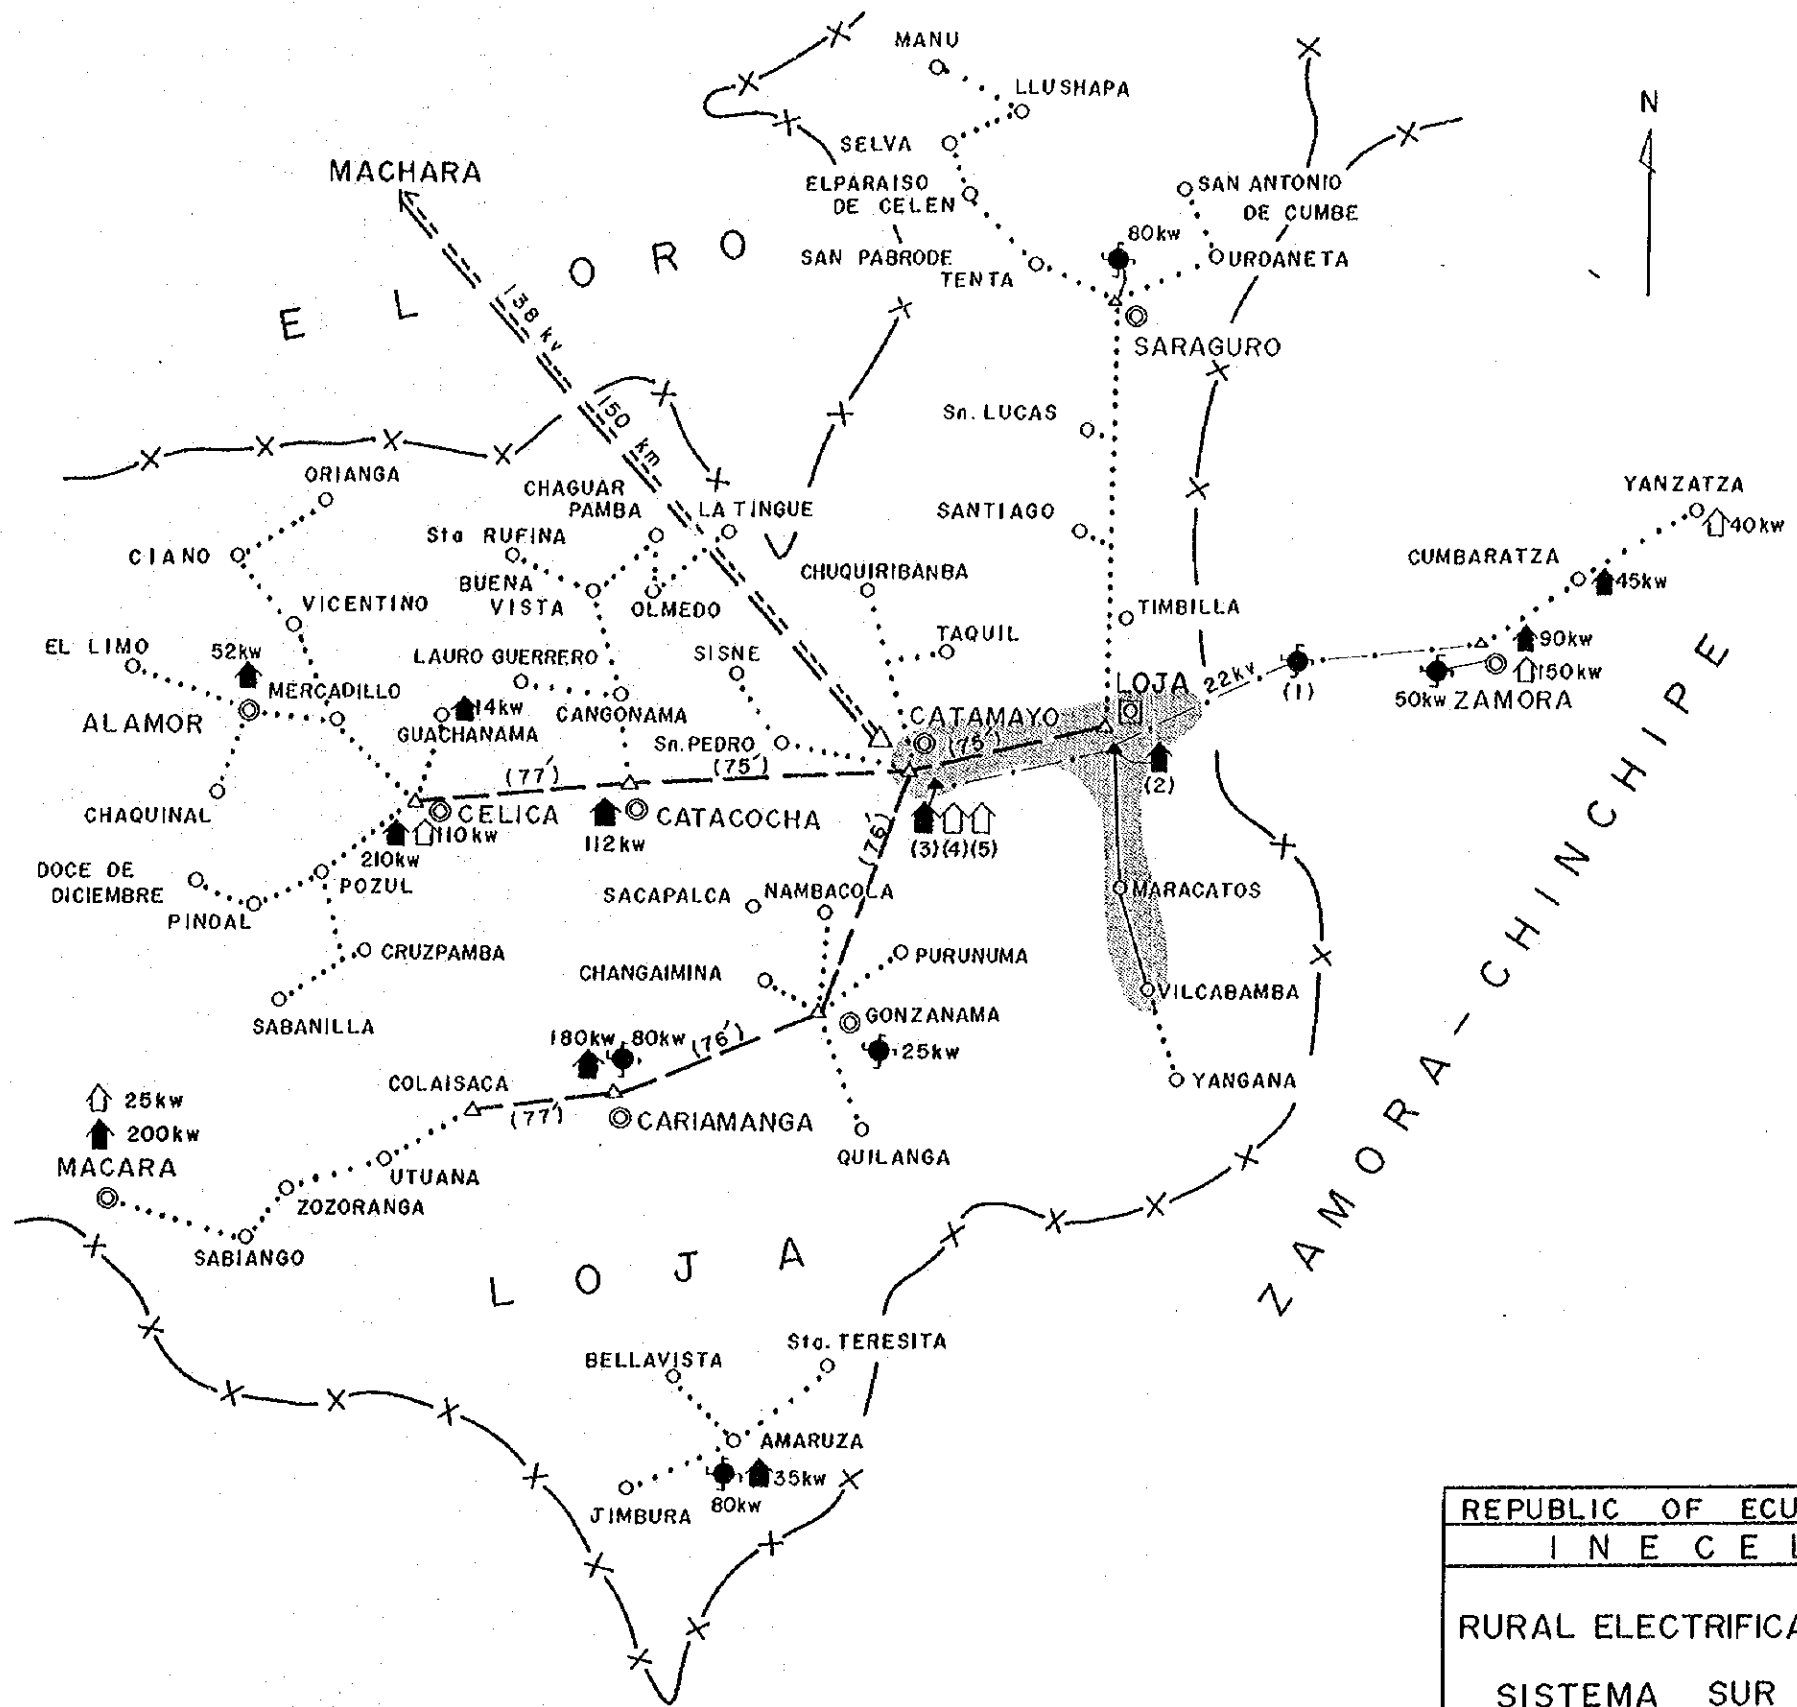 MANU
LLUSHAPA
N
SELVA
MACHARA
ELPARAISO
DE CELEN
SAN ANTONIO
DE CUMBE
80kw
SAN PABRODE
TENTA
URDANETA
EL ORO
138 kv
150 km
SARAGURO
Sn. LUCAS
ORIANGA
CHAGUAR
PAMBA
LA TINGUE
SANTIAGO
YANZATZA
40kw
Sta RUFINA
CIANO
CUMBARATZA
45kw
BUENA
VISTA
OLMEDO
CHUQUIRIBANBA
VICENTINO
TIMBILLA
EL LIMO
52kw
LAURO GUERRERO
SISNE
TAQUIL
90kw
22kv
(1)
150kw
50kw
ZAMORA
LOJA
MERCADILLO
14kw
ALAMOR
GUACHANAMA
CANGONAMA
Sn. PEDRO
CATAMAYO
(75')
(77')
(75')
(2)
CHAQUINAL
CELICA
CATACOCHA
110kw
210kw
112kw
(76')
(3)(4)(5)
DOCE DE
DICIEMBRE
POZUL
PINDAL
SACAPALCA
NAMBACOLA
MARACATOS
CRUZPAMBA
CHANGAIMINA
PURUNUMA
VILCABAMBA
SABANILLA
GONZANAMA
25kw
180kw
80kw
(76')
COLAISACA
YANGANA
25kw
200kw
(77')
CARIAMANGA
MACARA
UTUANA
QUILANGA
ZOZORANGA
SABIANGO
LOJA
ZAMORA-CHINCHIPE
Sta. TERESITA
BELLAVISTA
AMARUZA
35kw
80kw
JIMBURA
REPUBLIC OF ECU
INECEL
RURAL ELECTRIFICA
SISTEMA SUR